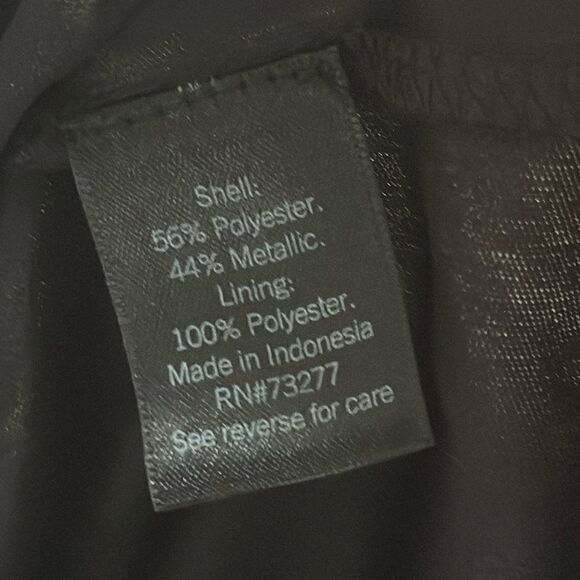 Shell:
56% Polyester.
44% Metallic.
Lining:
100% Polyester.
Made in Indonesia
RN#73277
See reverse for care